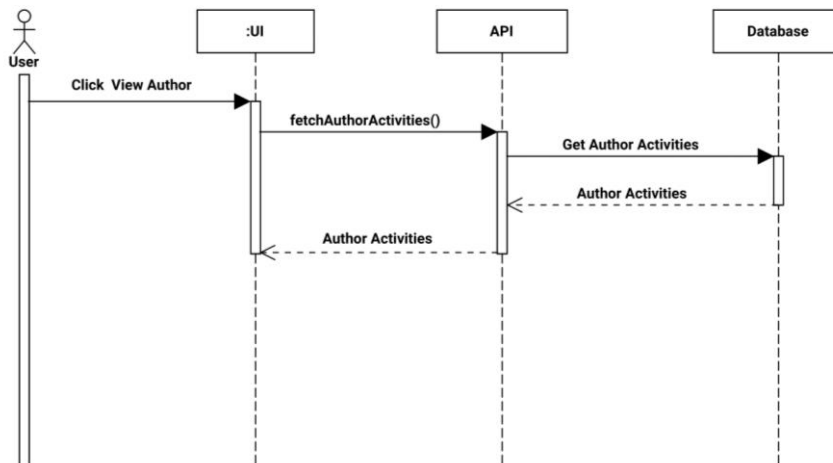 :UI
API
Database
User
Click View Author
fetchAuthorActivities()
Get Author Activities
Author Activities
Author Activities